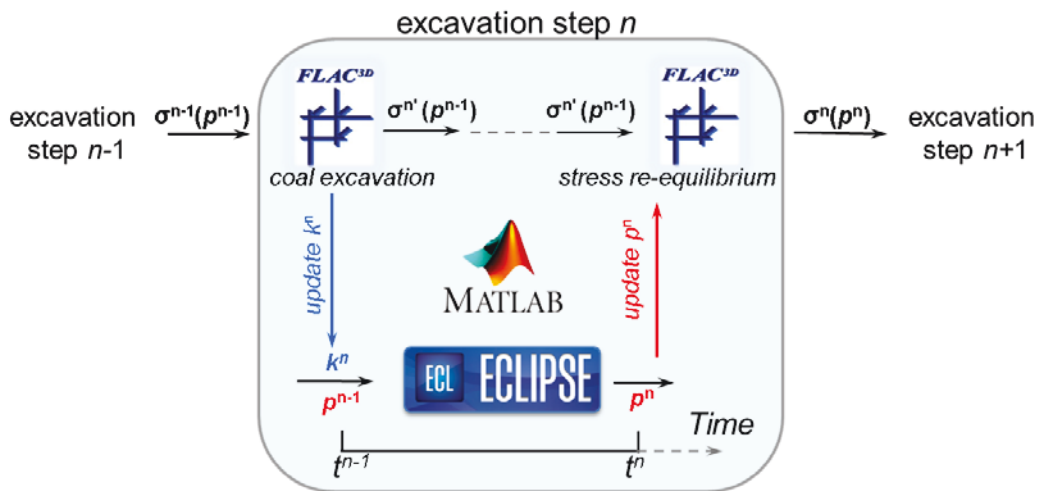 excavation step n
FLAC³ᴰ
FLAC³ᴰ
excavation
step n-1
σⁿ⁻¹(pⁿ⁻¹)
σⁿ'(pⁿ⁻¹)
σⁿ'(pⁿ⁻¹)
σⁿ(pⁿ)
excavation
step n+1
coal excavation
stress re-equilibrium
update kⁿ
update pⁿ
MATLAB
kⁿ
pⁿ⁻¹
ECL
ECLIPSE
pⁿ
Time
tⁿ⁻¹
tⁿ